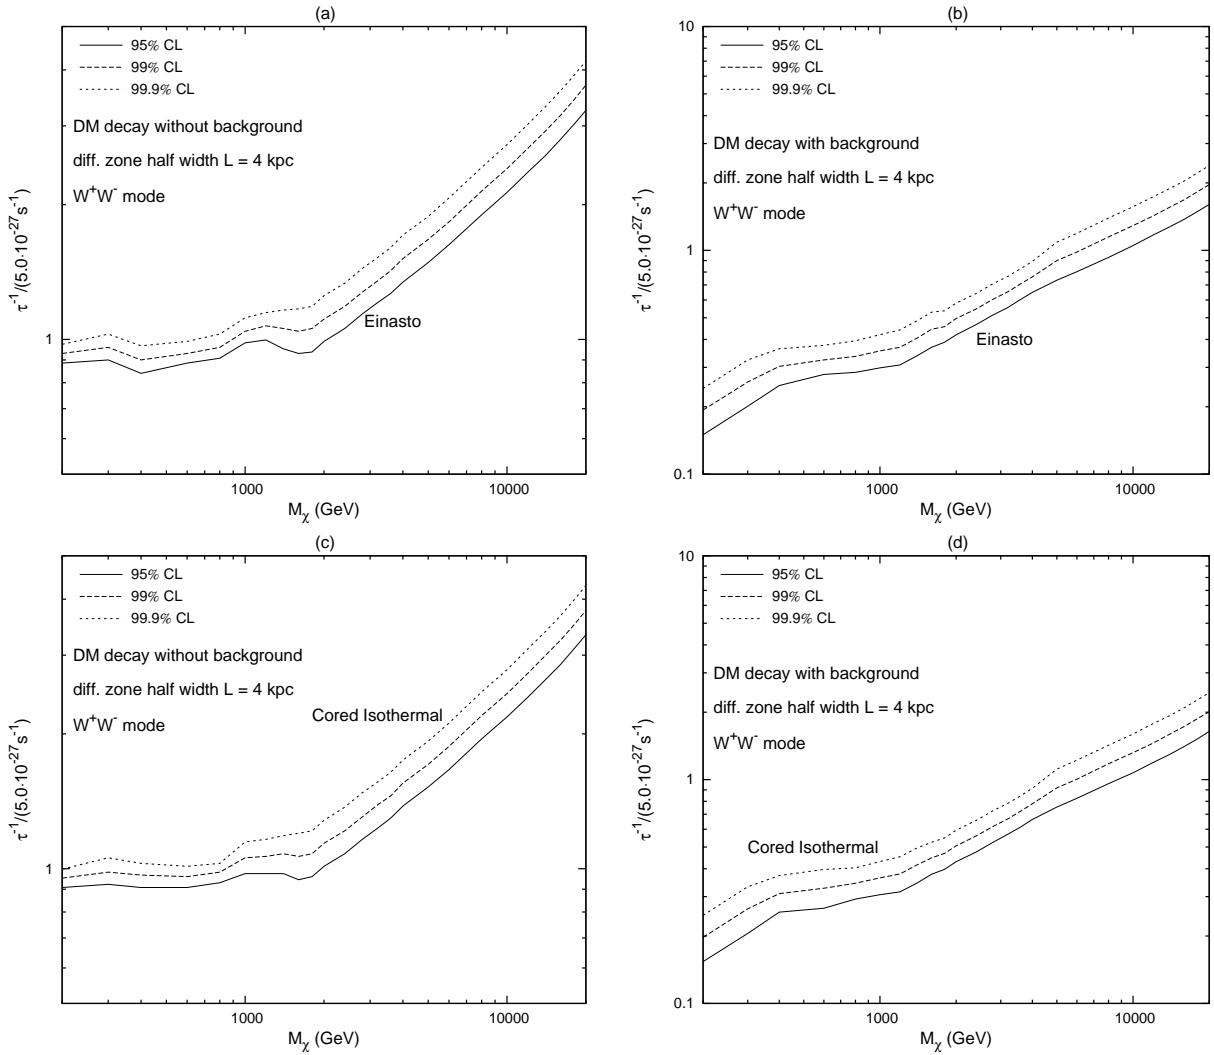 (a)
95% CL
99% CL
99.9% CL
DM decay without background
diff. zone half width L = 4 kpc
W⁺W⁻ mode
Einasto
1
1000
10000
τ⁻¹/(5.0·10⁻²⁷s⁻¹)
M_χ (GeV)
(b)
95% CL
99% CL
99.9% CL
DM decay with background
diff. zone half width L = 4 kpc
W⁺W⁻ mode
Einasto
10
1
0.1
1000
10000
τ⁻¹/(5.0·10⁻²⁷s⁻¹)
M_χ (GeV)
(c)
95% CL
99% CL
99.9% CL
DM decay without background
diff. zone half width L = 4 kpc
Cored Isothermal
W⁺W⁻ mode
1
1000
10000
τ⁻¹/(5.0·10⁻²⁷s⁻¹)
M_χ (GeV)
(d)
95% CL
99% CL
99.9% CL
DM decay with background
diff. zone half width L = 4 kpc
W⁺W⁻ mode
Cored Isothermal
10
1
0.1
1000
10000
τ⁻¹/(5.0·10⁻²⁷s⁻¹)
M_χ (GeV)